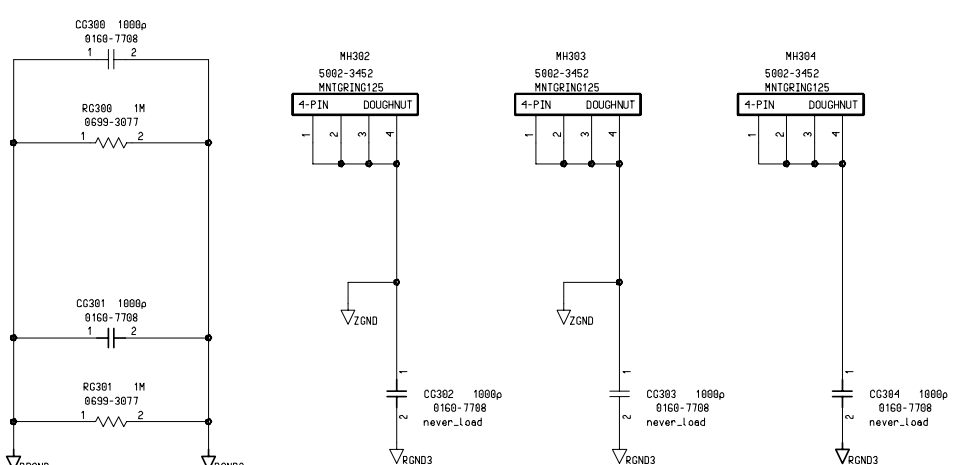 CG300 1000p
0160-7708
1 2
RG300 1M
0699-3077
1 2
CG301 1000p
0160-7708
1 2
RG301 1M
0699-3077
1 2
MH302
5002-3452
MNTGRING125
4-PIN DOUGHNUT
1 2 3 4
ZGND
1
CG302 1000p
0160-7708
2
never_load
RGND3
MH303
5002-3452
MNTGRING125
4-PIN DOUGHNUT
1 2 3 4
ZGND
1
CG303 1000p
0160-7708
2
never_load
RGND3
MH304
5002-3452
MNTGRING125
4-PIN DOUGHNUT
1 2 3 4
1
CG304 1000p
0160-7708
2
never_load
RGND3